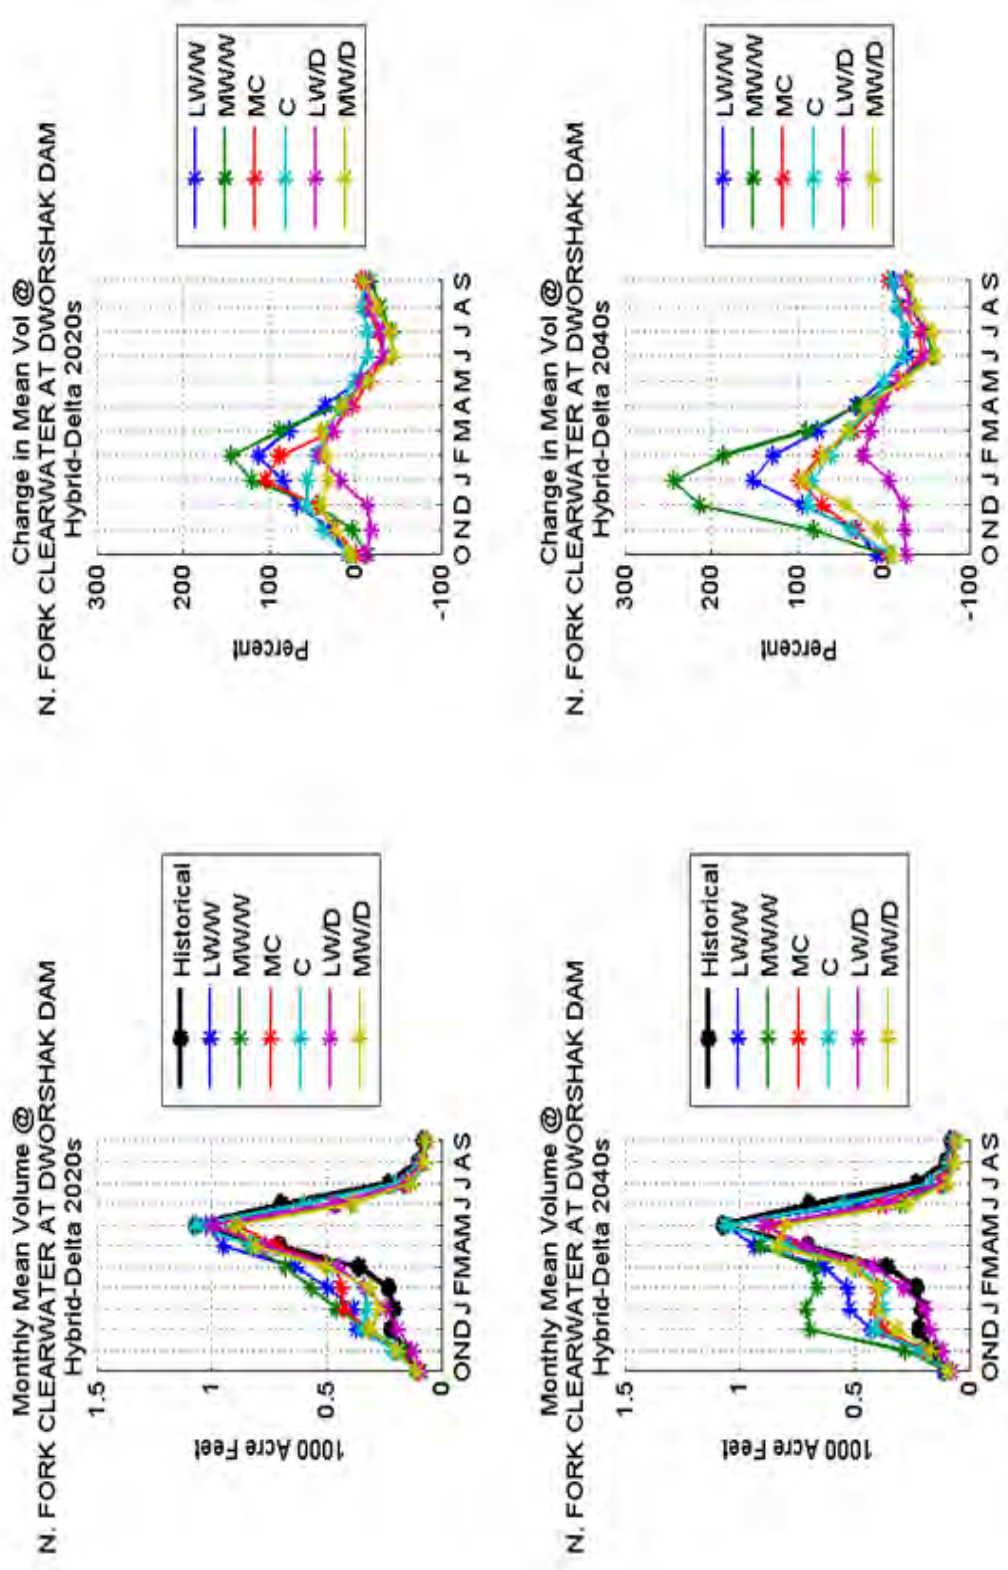 Monthly Mean Volume @
N. FORK CLEARWATER AT DWORSHAK DAM
Hybrid-Delta 2020s
1000 Acre Feet
1.5
1
0.5
0
O N D J F M A M J J A S
Historical
LW/W
MW/W
MC
C
LW/D
MW/D
Change in Mean Vol @
N. FORK CLEARWATER AT DWORSHAK DAM
Hybrid-Delta 2020s
Percent
300
200
100
0
-100
O N D J F M A M J J A S
LW/W
MW/W
MC
C
LW/D
MW/D
Monthly Mean Volume @
N. FORK CLEARWATER AT DWORSHAK DAM
Hybrid-Delta 2040s
1000 Acre Feet
1.5
1
0.5
0
O N D J F M A M J J A S
Historical
LW/W
MW/W
MC
C
LW/D
MW/D
Change in Mean Vol @
N. FORK CLEARWATER AT DWORSHAK DAM
Hybrid-Delta 2040s
Percent
300
200
100
0
-100
O N D J F M A M J J A S
LW/W
MW/W
MC
C
LW/D
MW/D